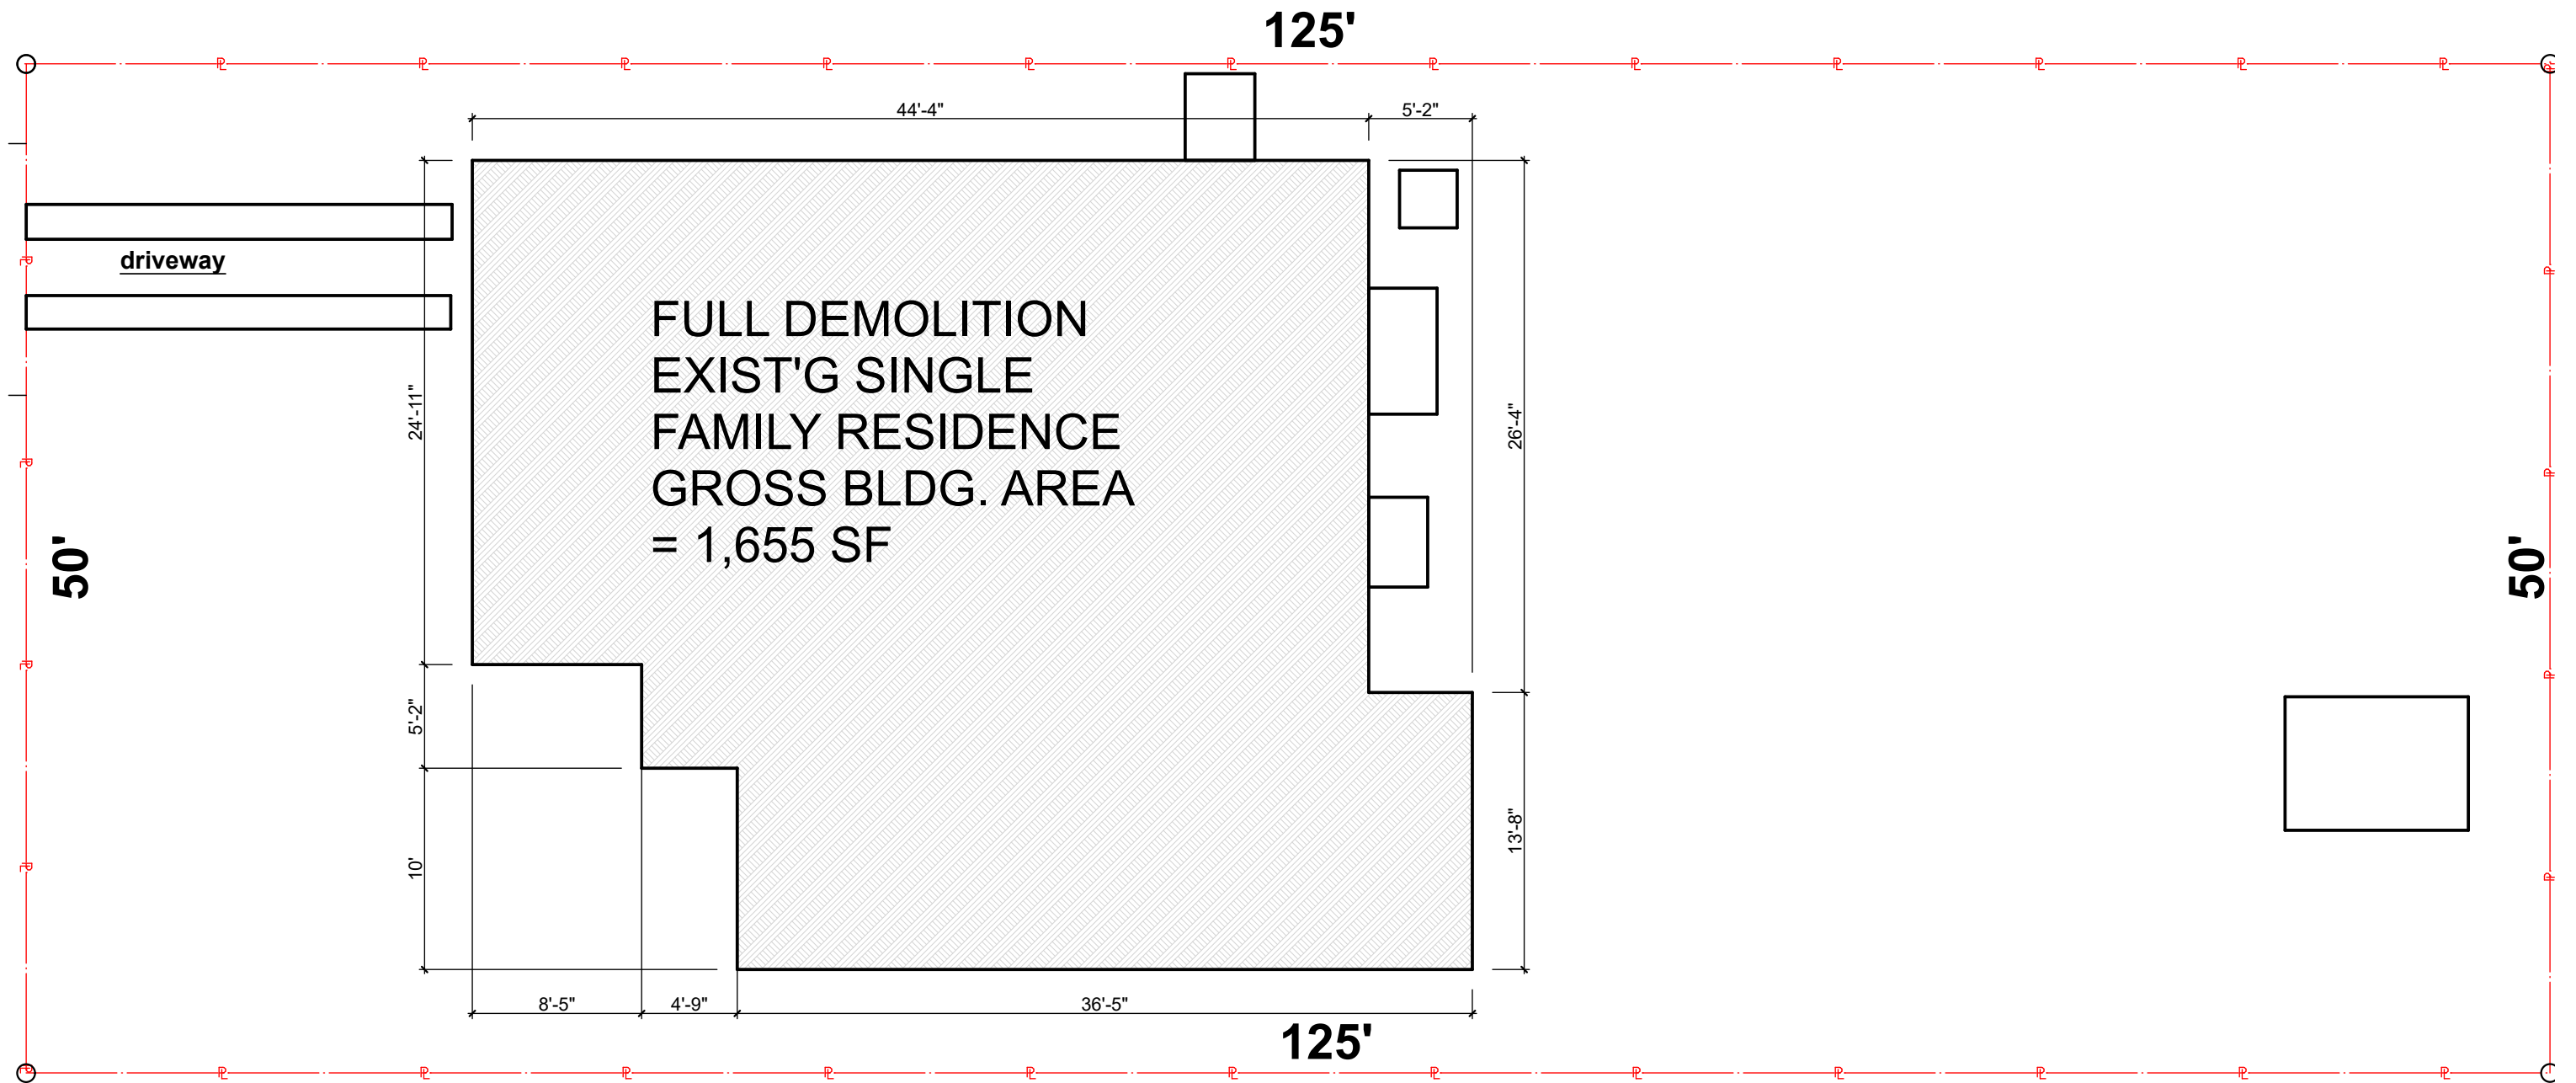 125'
44'-4"
5'-2"
driveway
FULL DEMOLITION
EXIST'G SINGLE
FAMILY RESIDENCE
GROSS BLDG. AREA
= 1,655 SF
24'-11"
26'-4"
50'
50'
5'-2"
10'
13'-8"
8'-5"
4'-9"
36'-5"
125'